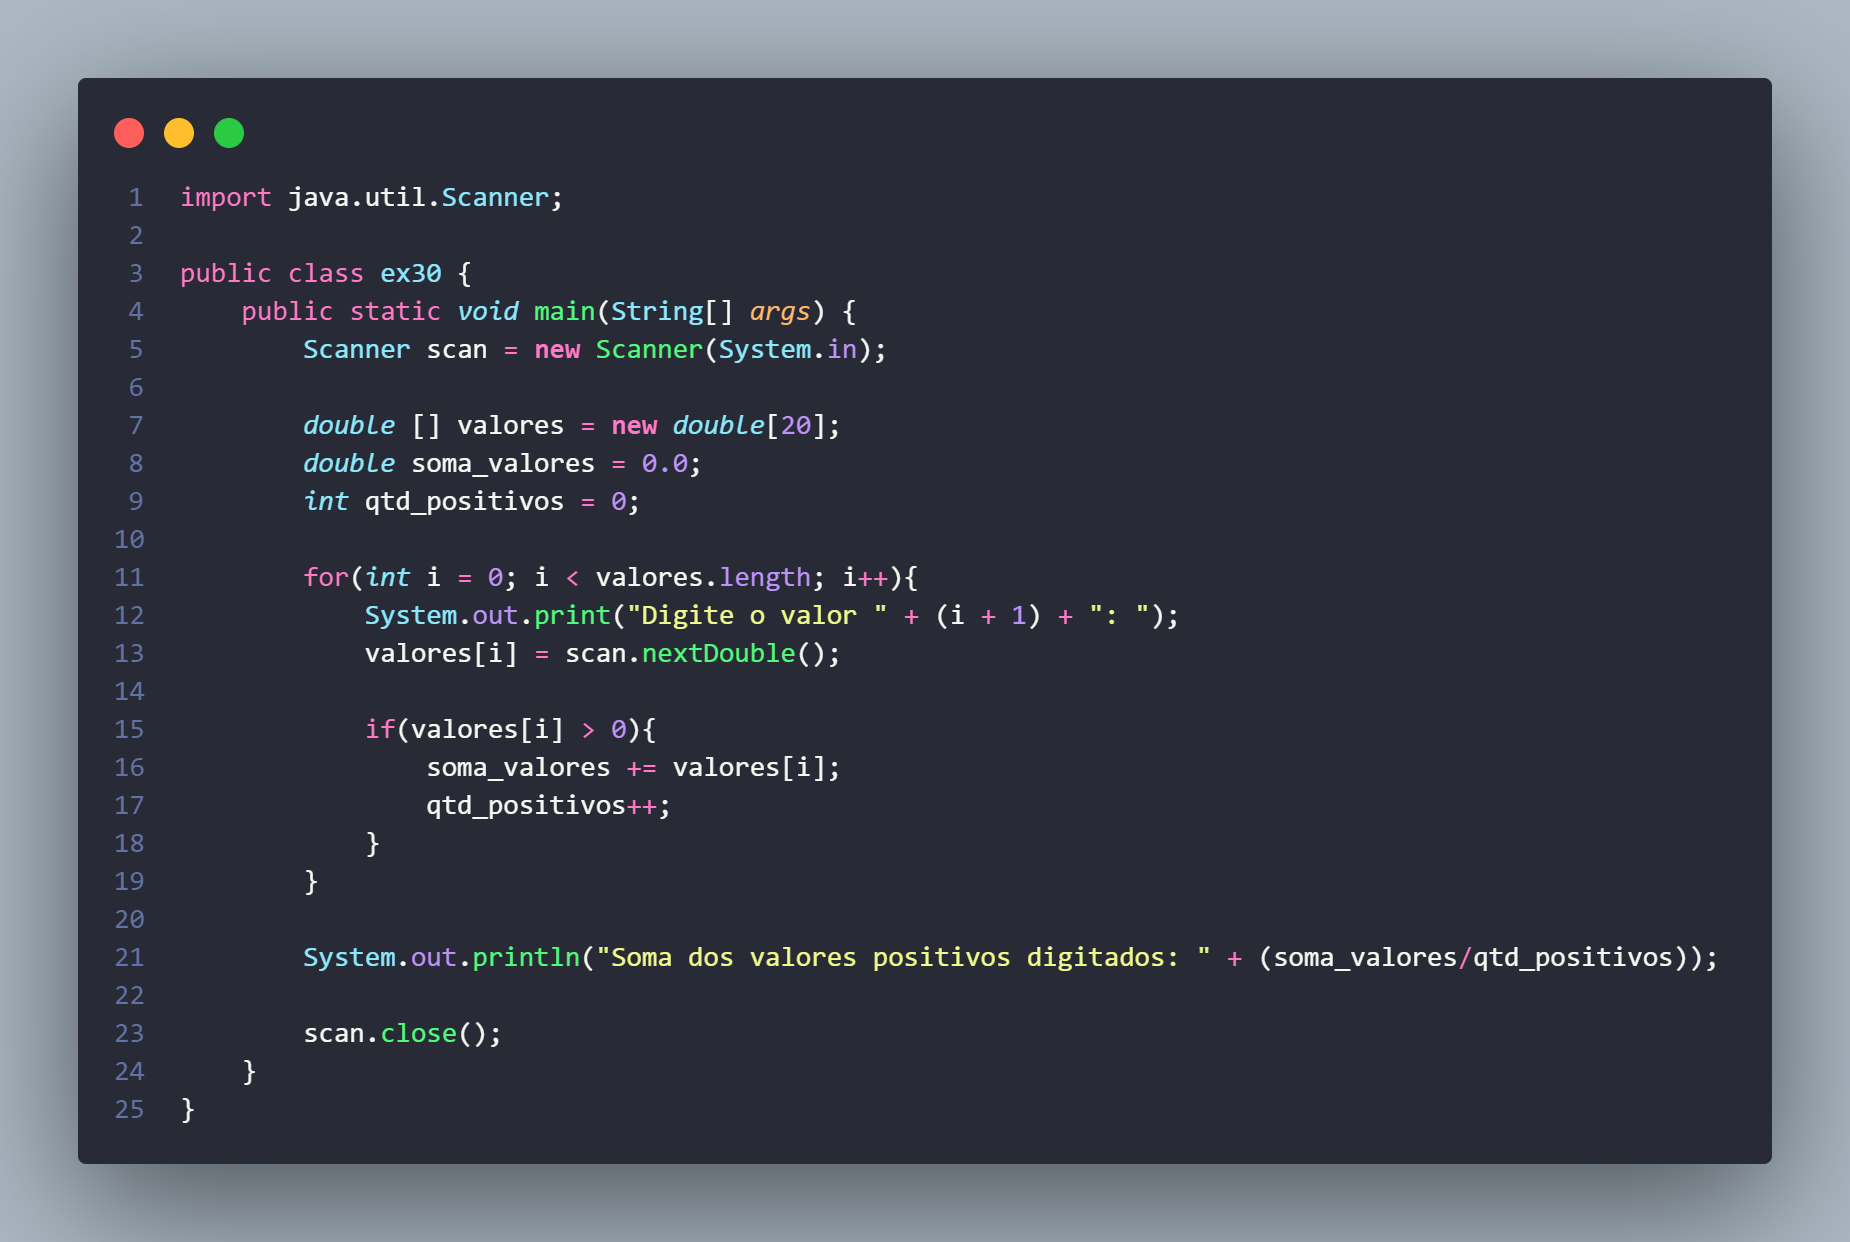 1 import java.util.Scanner;
2
3 public class ex30 {
4     public static void main(String[] args) {
5         Scanner scan = new Scanner(System.in);
6
7         double [] valores = new double[20];
8         double soma_valores = 0.0;
9         int qtd_positivos = 0;
10
11         for(int i = 0; i < valores.length; i++){
12             System.out.print("Digite o valor " + (i + 1) + ": ");
13             valores[i] = scan.nextDouble();
14
15             if(valores[i] > 0){
16                 soma_valores += valores[i];
17                 qtd_positivos++;
18             }
19         }
20
21         System.out.println("Soma dos valores positivos digitados: " + (soma_valores/qtd_positivos));
22
23         scan.close();
24     }
25 }